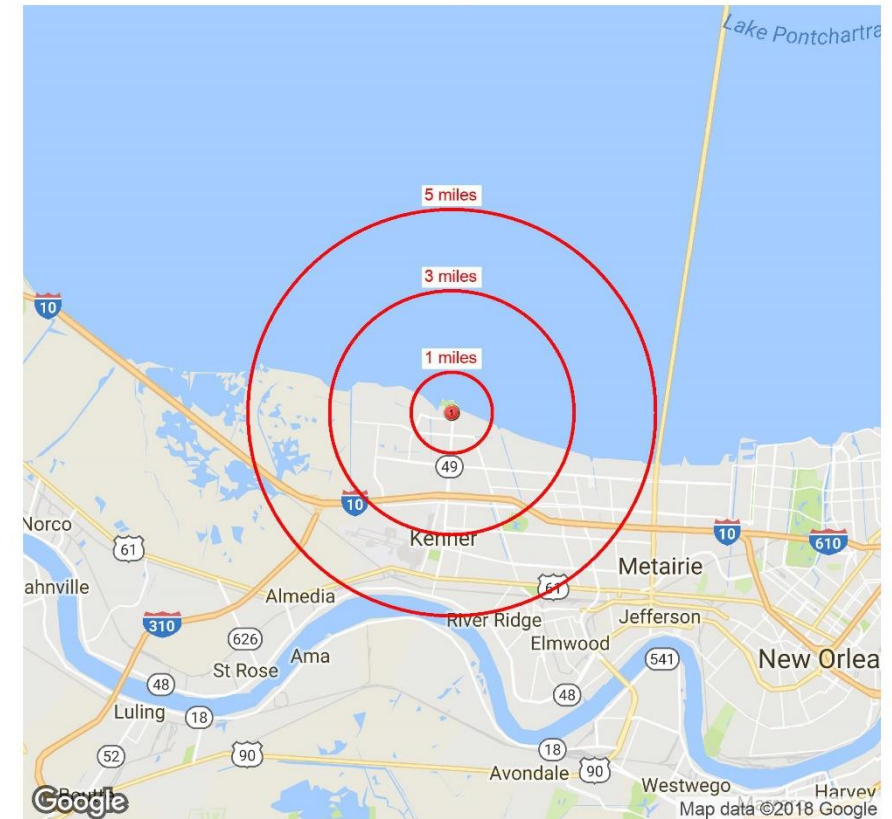 Lake Pontchartra
5 miles
3 miles
10
1 miles
1
49
10
Norco
Kenner
10
610
61
Metairie
ahnville
61
Almedia
310
River Ridge
Jefferson
626
Elmwood
Ama
541
New Orlea
St Rose
48
48
Luling
18
52
90
18
Avondale
90
Westwego
Google
Harvey
Map data ©2018 Google